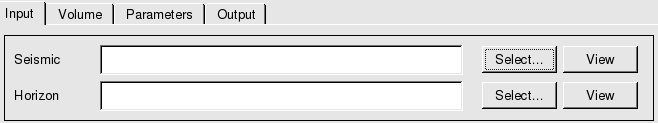 Input Volume Parameters Output
Seismic Select... View
Horizon Select... View